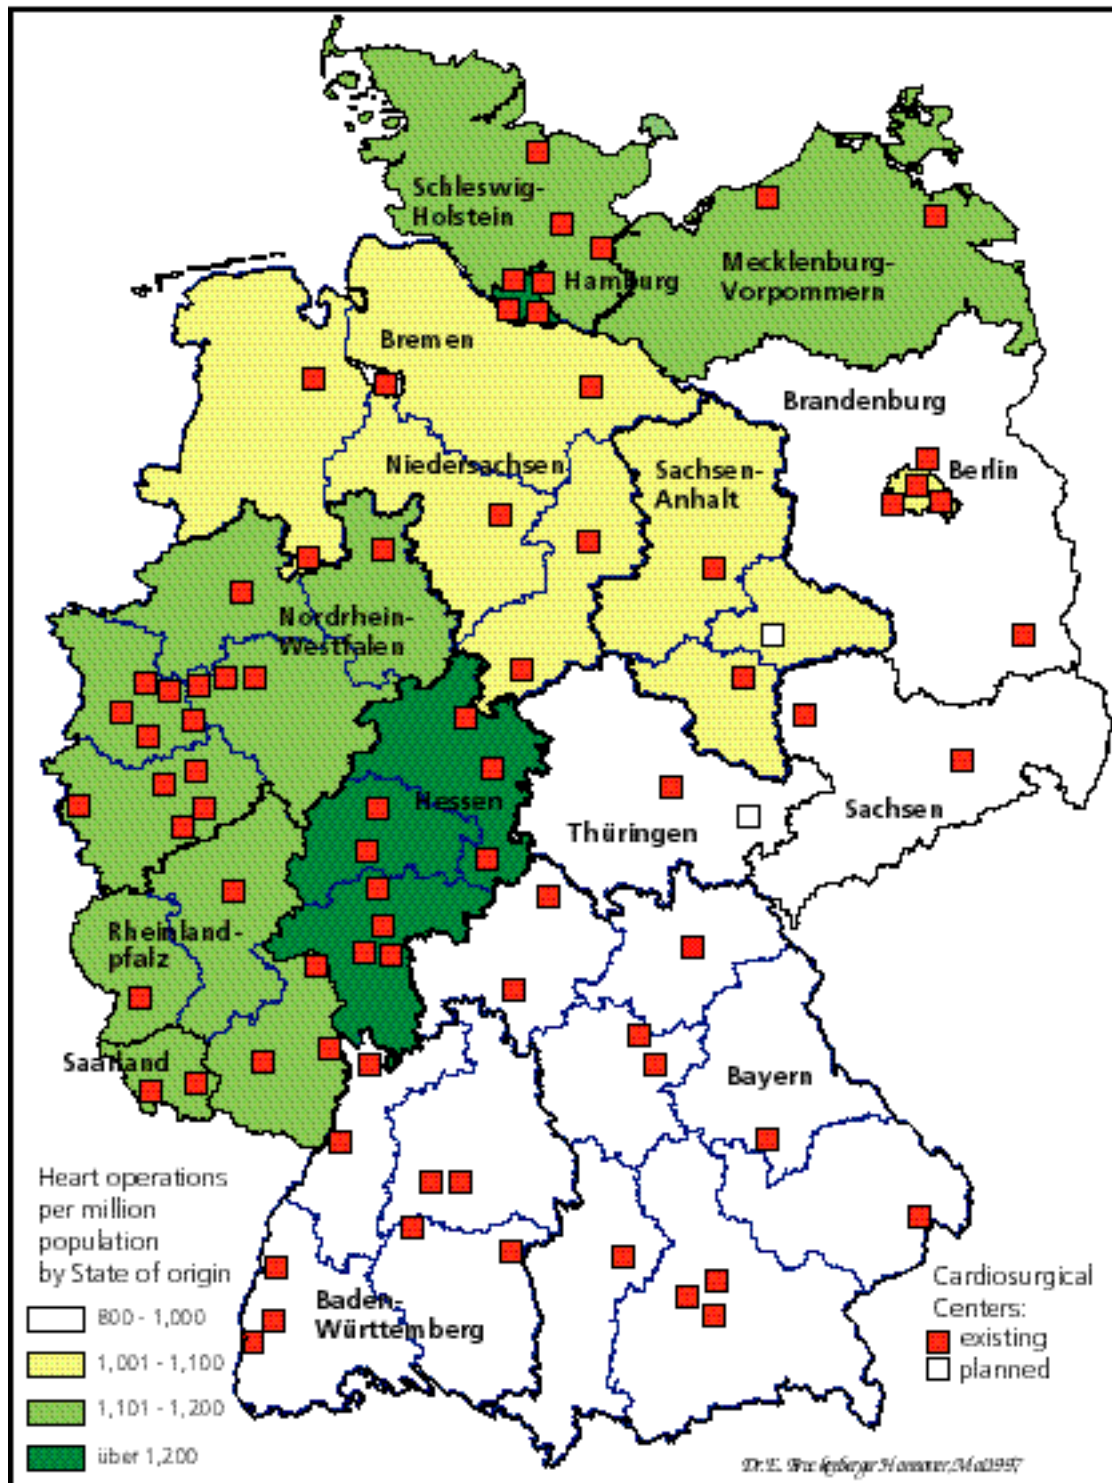 Schleswig-
Holstein
Hamburg
Mecklenburg-
Vorpommern
Bremen
Brandenburg
Niedersachsen
Sachsen-
Anhalt
Berlin
Nordrhein-
Westfalen
Hessen
Thüringen
Sachsen
Rheinland-
pfalz
Saarland
Bayern
Baden-
Württemberg
Heart operations
per million
population
by State of origin
800 - 1,000
1,001 - 1,100
1,101 - 1,200
über 1,200
Cardiosurgical
Centers:
existing
planned
Dr. E.